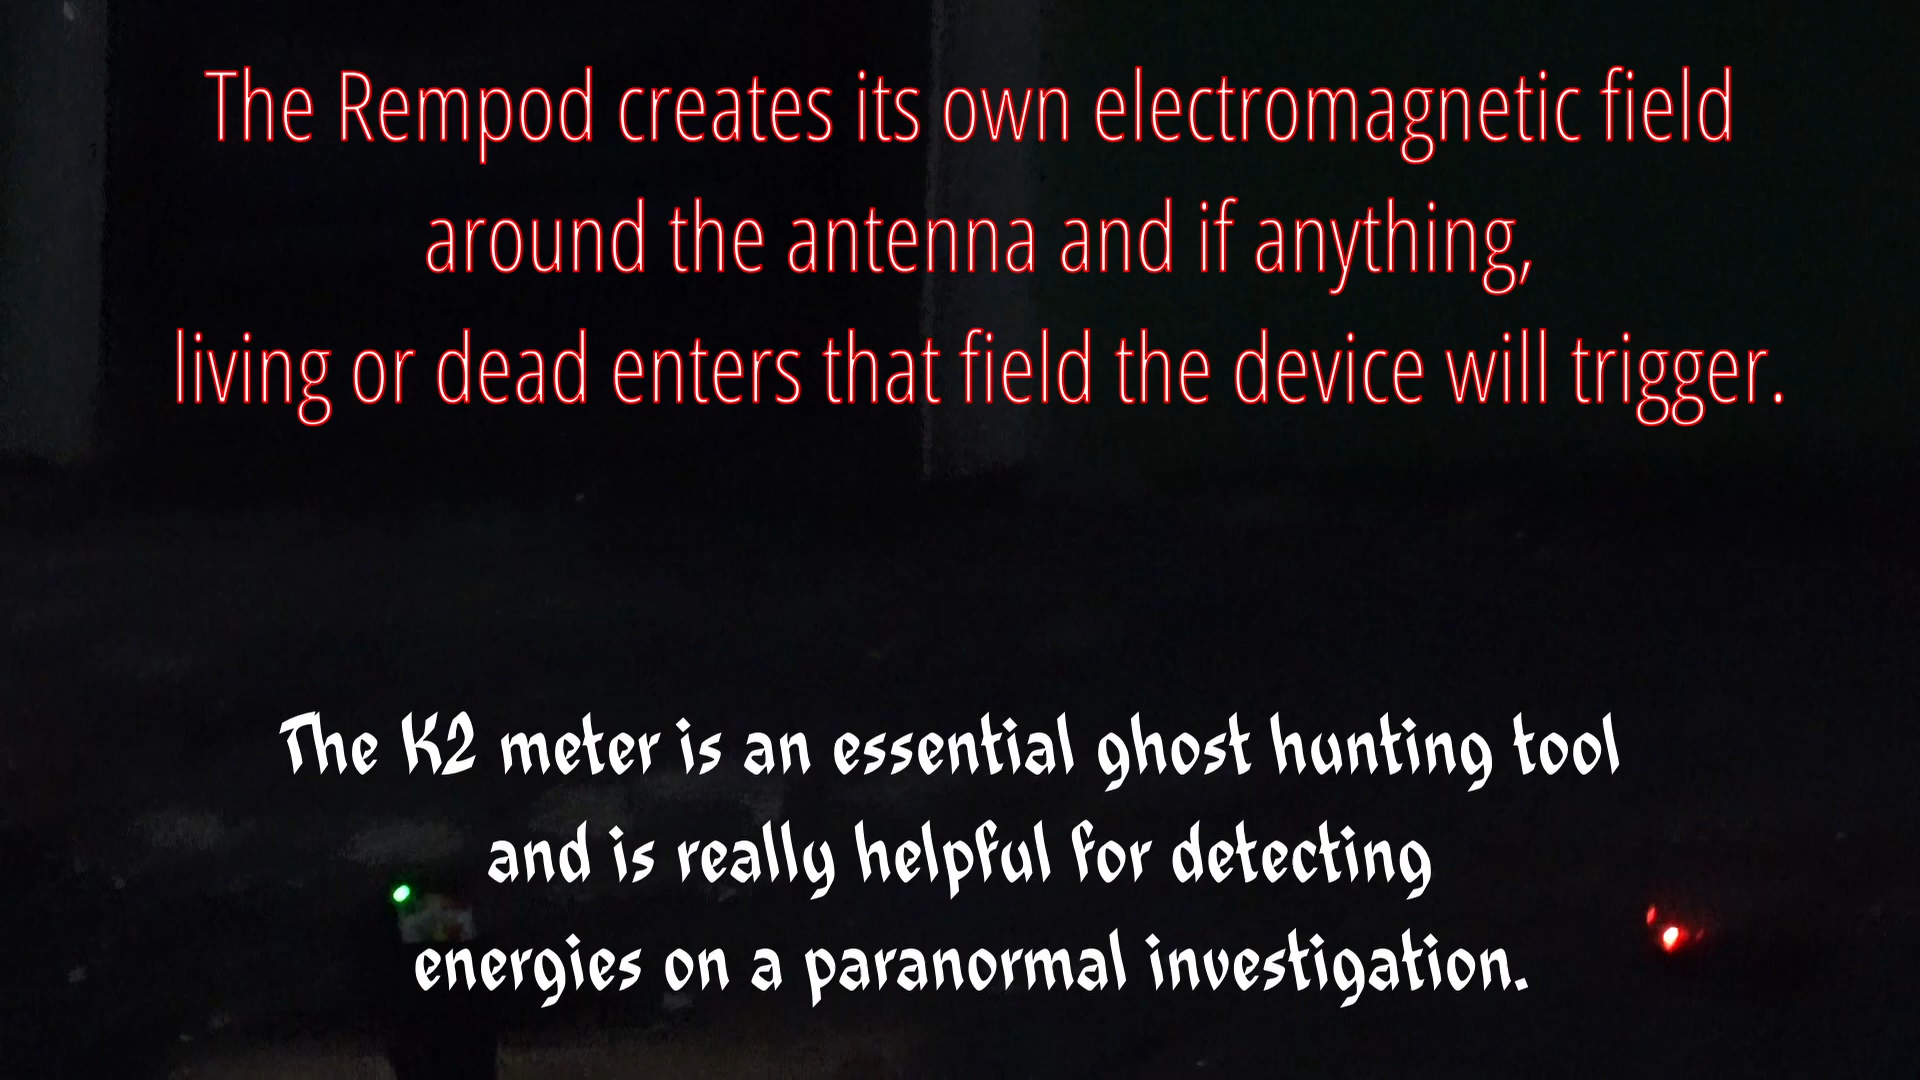 The Rempod creates its own electromagnetic field
around the antenna and if anything,
living or dead enters that field the device will trigger.
The K2 meter is an essential ghost hunting tool
and is really helpful for detecting
energies on a paranormal investigation.